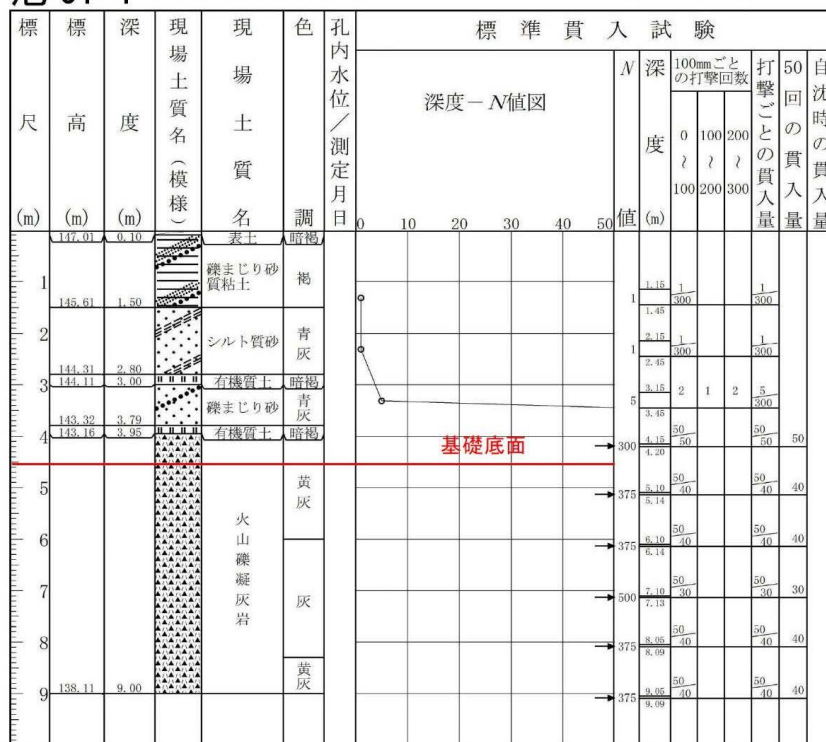 標尺(m)
標高(m)
深度(m)
現場土質名(模様)
現場土質名
色調
孔内水位/測定月日
標準貫入試験
深度-N値図
0 10 20 30 40 50
N値
深度(m)
100mmごとの打撃回数
0～100
100～200
200～300
打撃ごとの貫入量
50回の貫入量
自沈時の貫入量
147.01 0.10 表土 暗褐
1 礫まじり砂質粘土 褐 1 1.15 1/300 1/300
145.61 1.50 1.45
2 シルト質砂 青灰 1 2.15 1/300 1/300
2.45
144.31 2.80
3 144.11 3.00 有機質土 暗褐
礫まじり砂 青灰 5 3.15 2 1 2 5/300
3.45
143.32 3.79
4 143.16 3.95 有機質土 暗褐
基礎底面
300 4.15 50/50 50/50 50
4.20
5 黄灰 375 5.10 50/40 50/40 40
5.14
火山礫凝灰岩
6 375 6.10 50/40 50/40 40
6.14
7 灰 500 7.10 50/30 50/30 30
7.13
8 375 8.05 50/40 50/40 40
8.09
黄灰
9 138.11 9.00 375 9.05 50/40 50/40 40
9.09